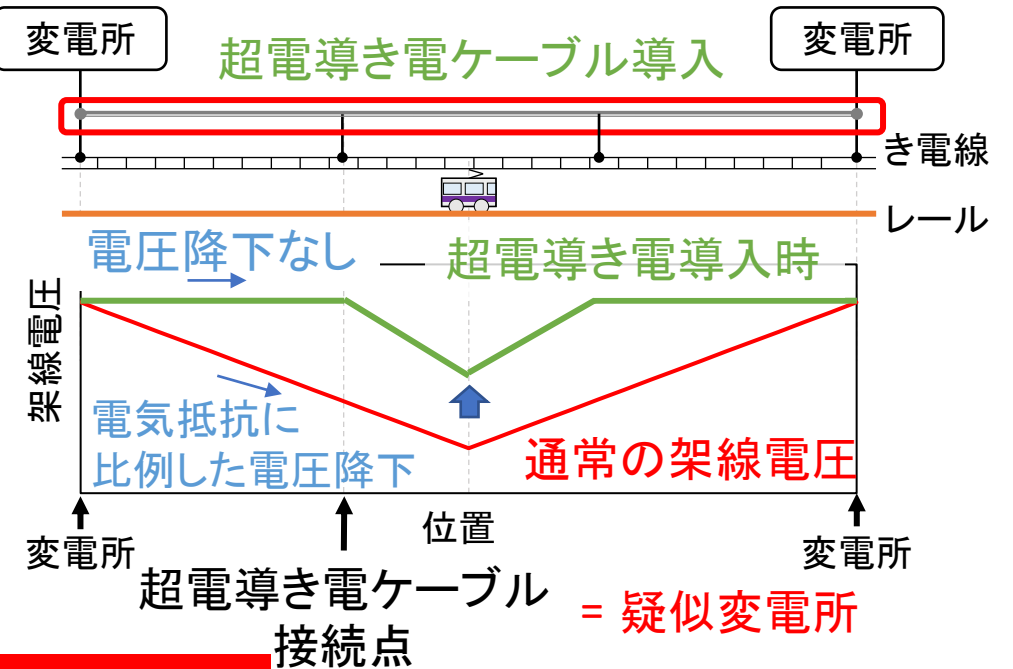 変電所
変電所
超電導き電ケーブル導入
き電線
レール
電圧降下なし
超電導き電導入時
架線電圧
電気抵抗に
比例した電圧降下
通常の架線電圧
位置
変電所
変電所
超電導き電ケーブル
接続点
= 疑似変電所